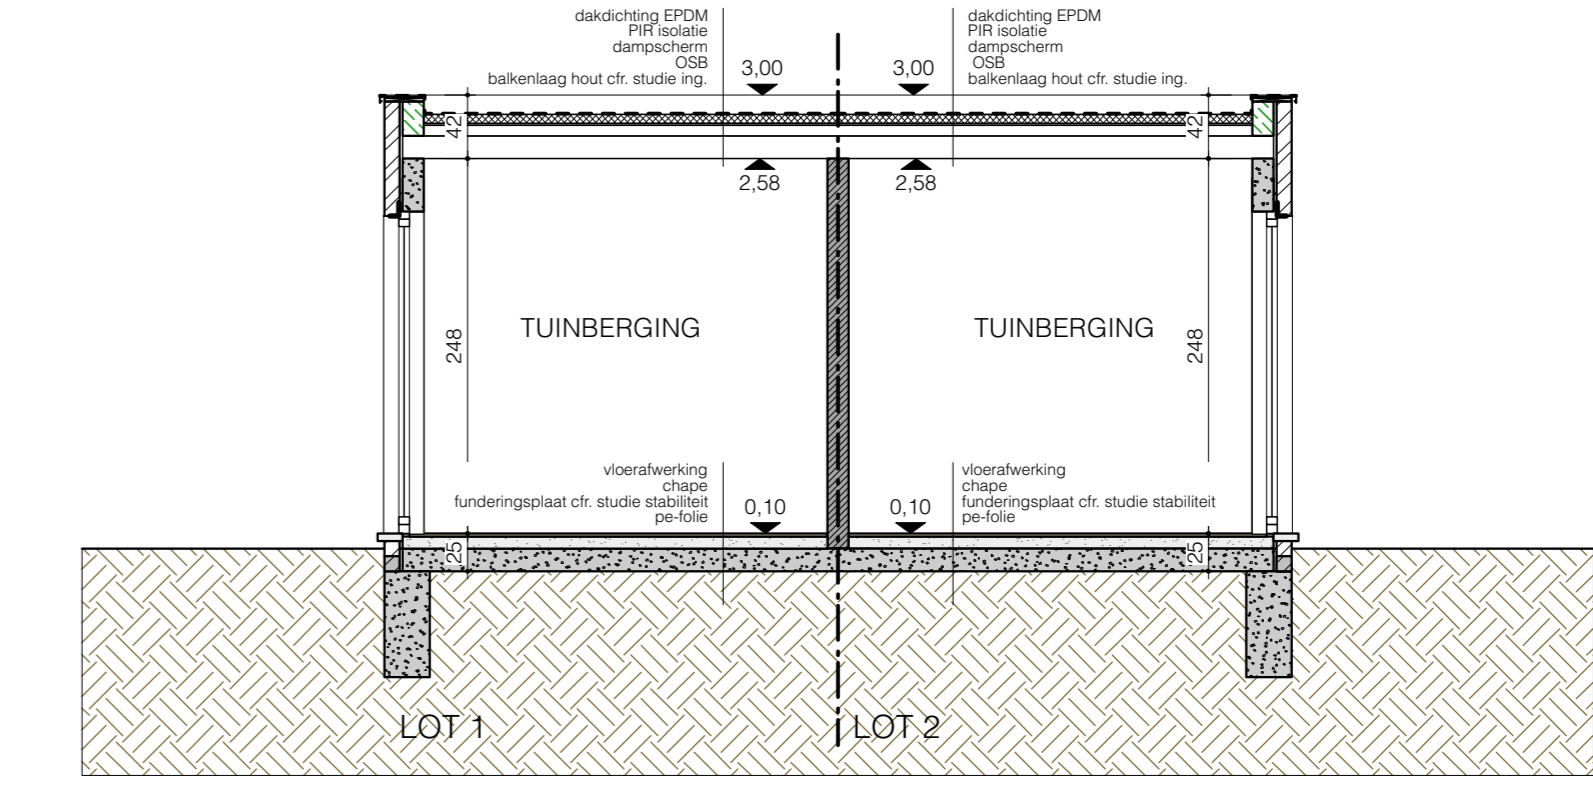 dakdichting EPDM
PIR isolatie
dampscherm
OSB
balkenlaag hout cfr. studie ing.
dakdichting EPDM
PIR isolatie
dampscherm
OSB
balkenlaag hout cfr. studie ing.
3,00
3,00
42
42
2,58
2,58
TUINBERGING
TUINBERGING
248
248
vloerafwerking
chape
funderingsplaat cfr. studie stabiliteit
pe-folie
vloerafwerking
chape
funderingsplaat cfr. studie stabiliteit
pe-folie
0,10
0,10
25
25
LOT 1
LOT 2